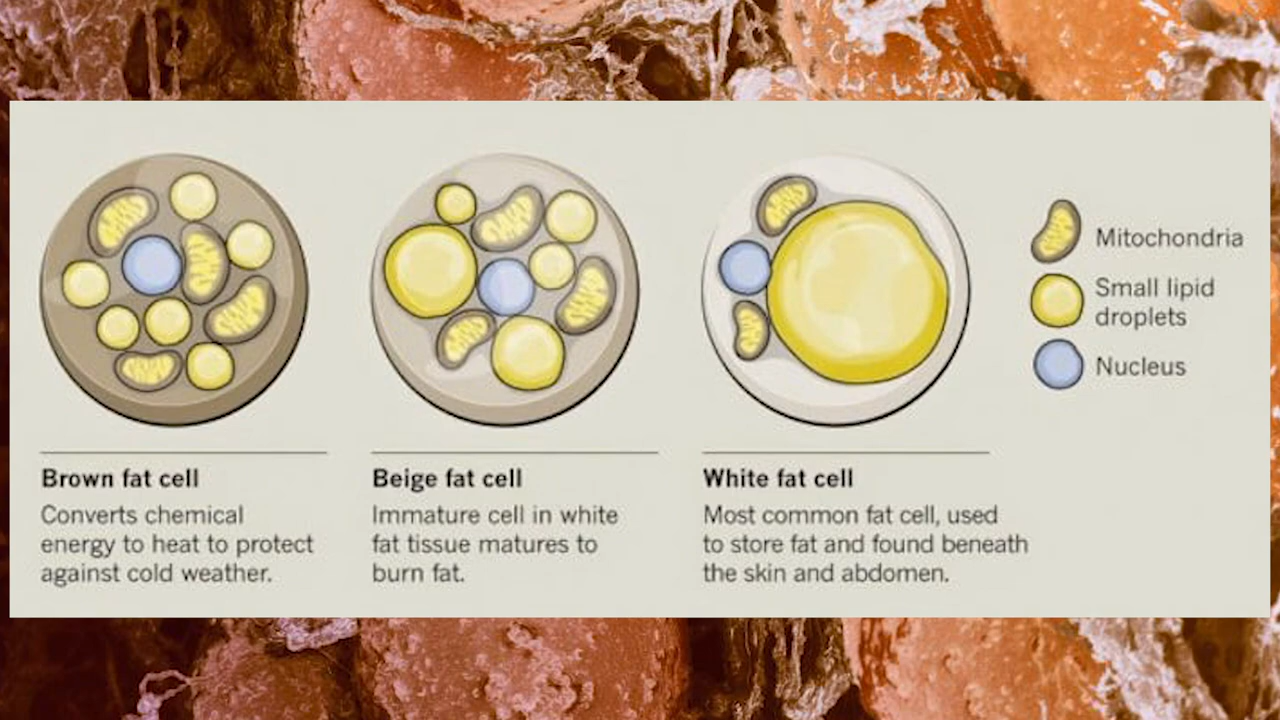 Mitochondria
Small lipid
droplets
Nucleus
Brown fat cell
Converts chemical
energy to heat to protect
against cold weather.
Beige fat cell
Immature cell in white
fat tissue matures to
burn fat.
White fat cell
Most common fat cell, used
to store fat and found beneath
the skin and abdomen.